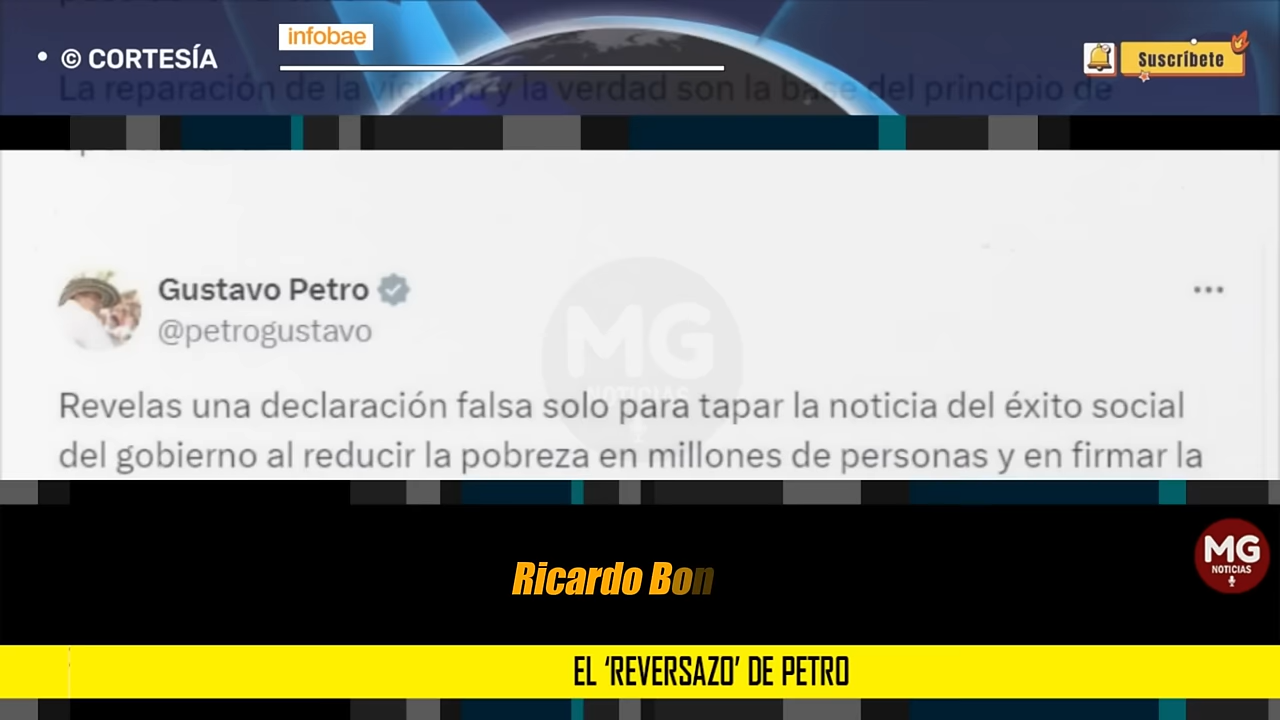 infobae
• © CORTESÍA
Suscríbete
La reparación de la víctima y la verdad son la base del principio de
Gustavo Petro
@petrogustavo
MG
NOTICIAS
Revelas una declaración falsa solo para tapar la noticia del éxito social
del gobierno al reducir la pobreza en millones de personas y en firmar la
Ricardo Bon
MG
NOTICIAS
EL ‘REVERSAZO’ DE PETRO